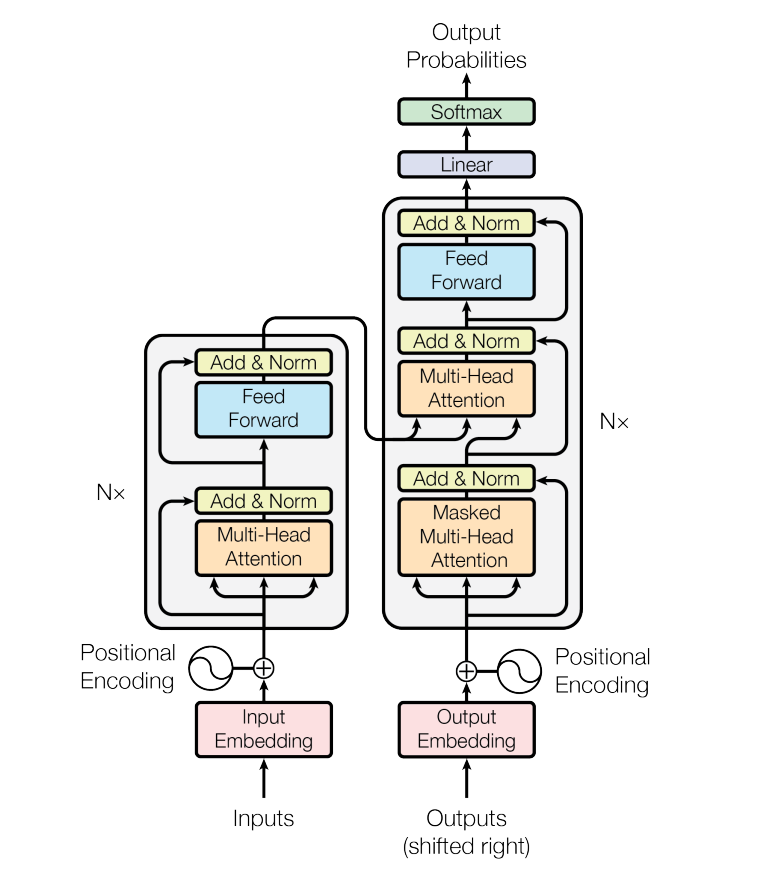 Output
Probabilities
Softmax
Linear
Add & Norm
Feed
Forward
Add & Norm
Multi-Head
Attention
Add & Norm
Masked
Multi-Head
Attention
N×
Add & Norm
Feed
Forward
Add & Norm
Multi-Head
Attention
N×
Positional
Encoding
Positional
Encoding
Input
Embedding
Output
Embedding
Inputs
Outputs
(shifted right)